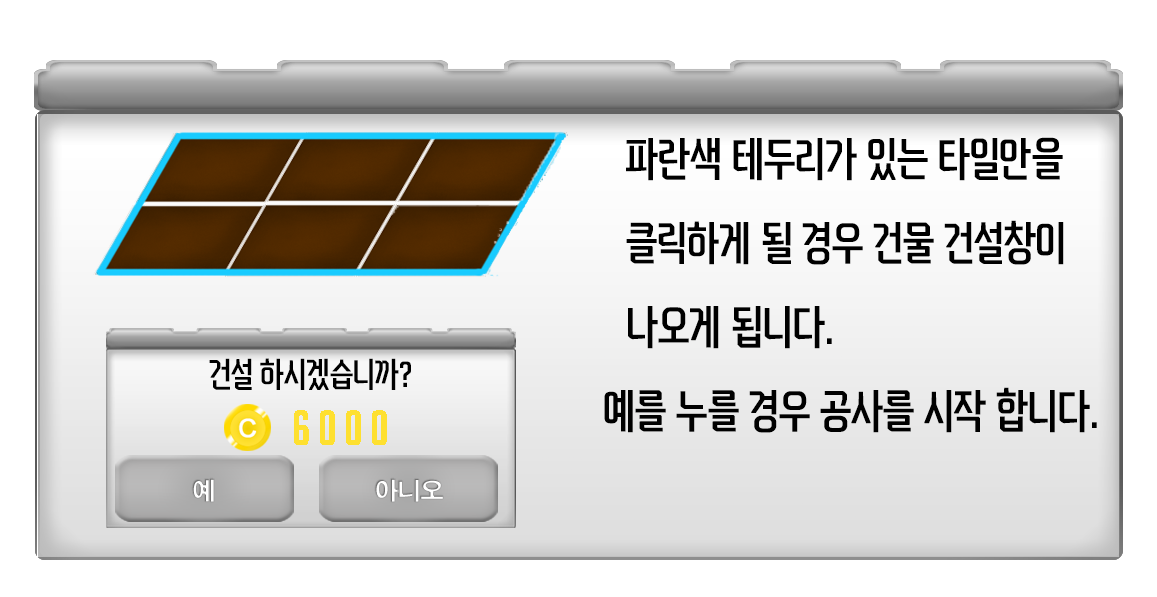 파란색 테두리가 있는 타일만을
클릭하게 될 경우 건물 건설창이
나오게 됩니다.
예를 누를 경우 공사를 시작 합니다.
건설 하시겠습니까?
C 6000
예 아니오